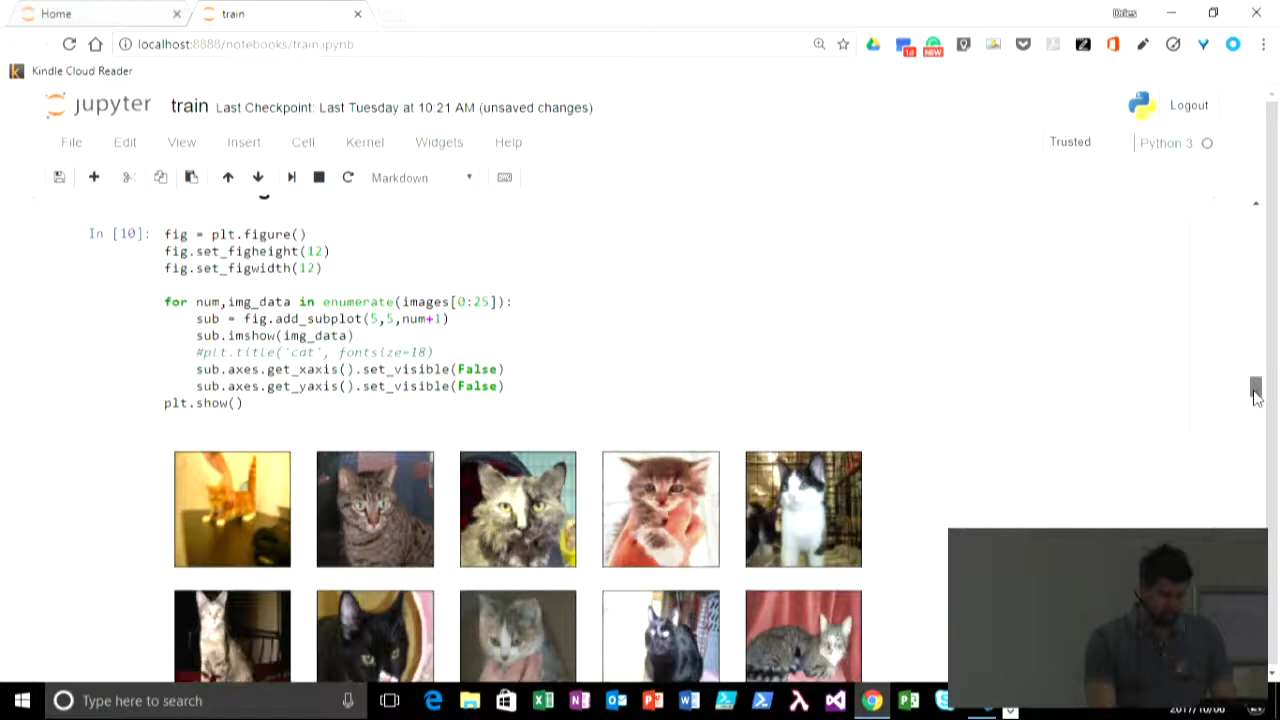 Home
train
localhost:8888/notebooks/train.ipynb
1d
NEW
Kindle Cloud Reader
jupyter train Last Checkpoint: Last Tuesday at 10:21 AM (unsaved changes)
Logout
File Edit View Insert Cell Kernel Widgets Help
Trusted
Python 3
Markdown
In [10]: fig = plt.figure()
fig.set_figheight(12)
fig.set_figwidth(12)
for num,img_data in enumerate(images[0:25]):
sub = fig.add_subplot(5,5,num+1)
sub.imshow(img_data)
#plt.title('cat', fontsize=18)
sub.axes.get_xaxis().set_visible(False)
sub.axes.get_yaxis().set_visible(False)
plt.show()
Type here to search